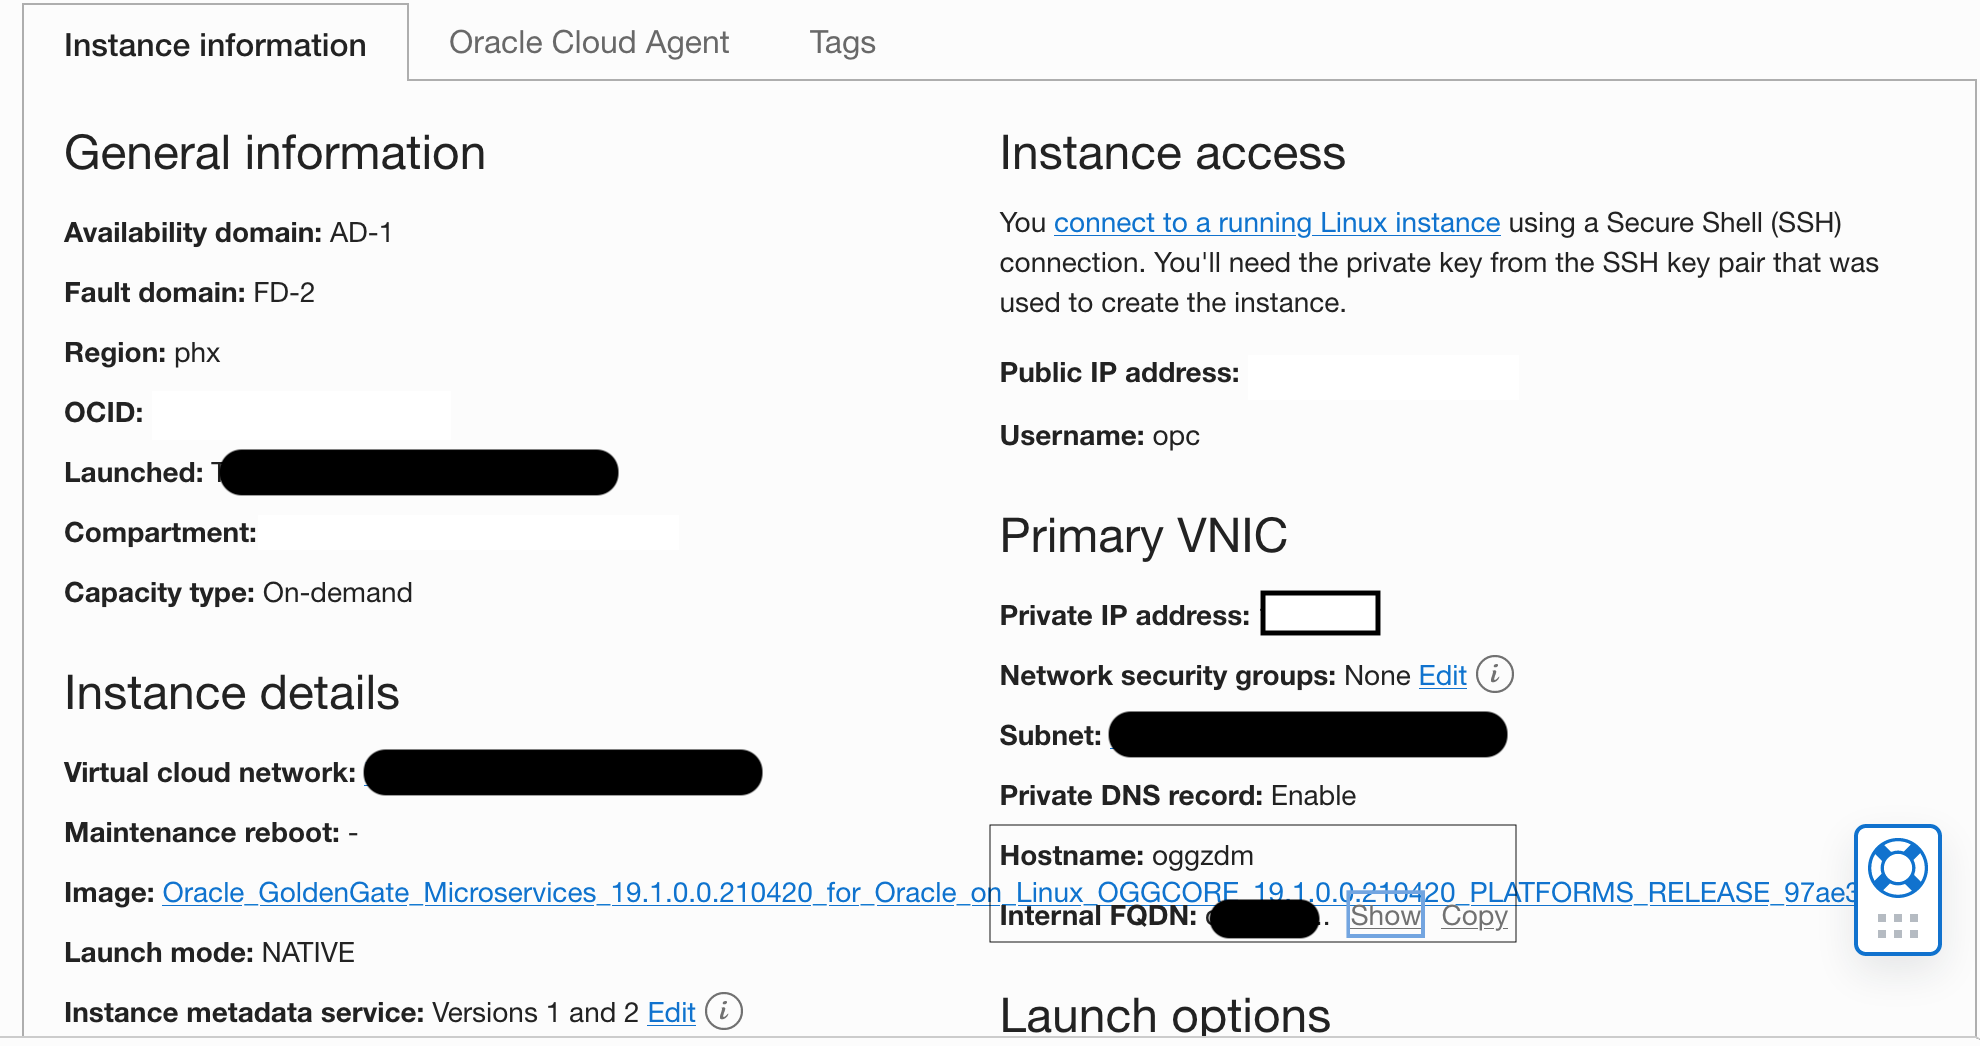 Instance information
Oracle Cloud Agent
Tags
General information
Availability domain: AD-1
Fault domain: FD-2
Region: phx
OCID:
Launched:
Compartment:
Capacity type: On-demand
Instance details
Virtual cloud network:
Maintenance reboot: -
Image: Oracle_GoldenGate_Microservices_19.1.0.0.210420_for_Oracle_on_Linux_OGGCORE_19.1.0.0.210420_PLATFORMS_RELEASE_97ae3
Launch mode: NATIVE
Instance metadata service: Versions 1 and 2 Edit i
Instance access
You connect to a running Linux instance using a Secure Shell (SSH)
connection. You'll need the private key from the SSH key pair that was
used to create the instance.
Public IP address:
Username: opc
Primary VNIC
Private IP address:
Network security groups: None Edit i
Subnet:
Private DNS record: Enable
Hostname: oggzdm
Internal FQDN: Show Copy
Launch options